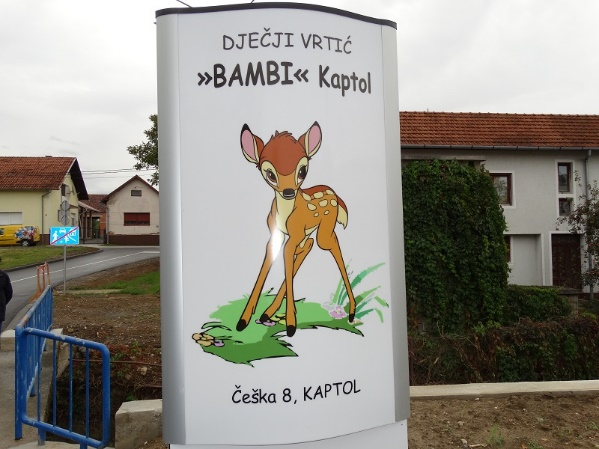 DJEČJI VRTIĆ
»BAMBI« Kaptol
Češka 8, KAPTOL